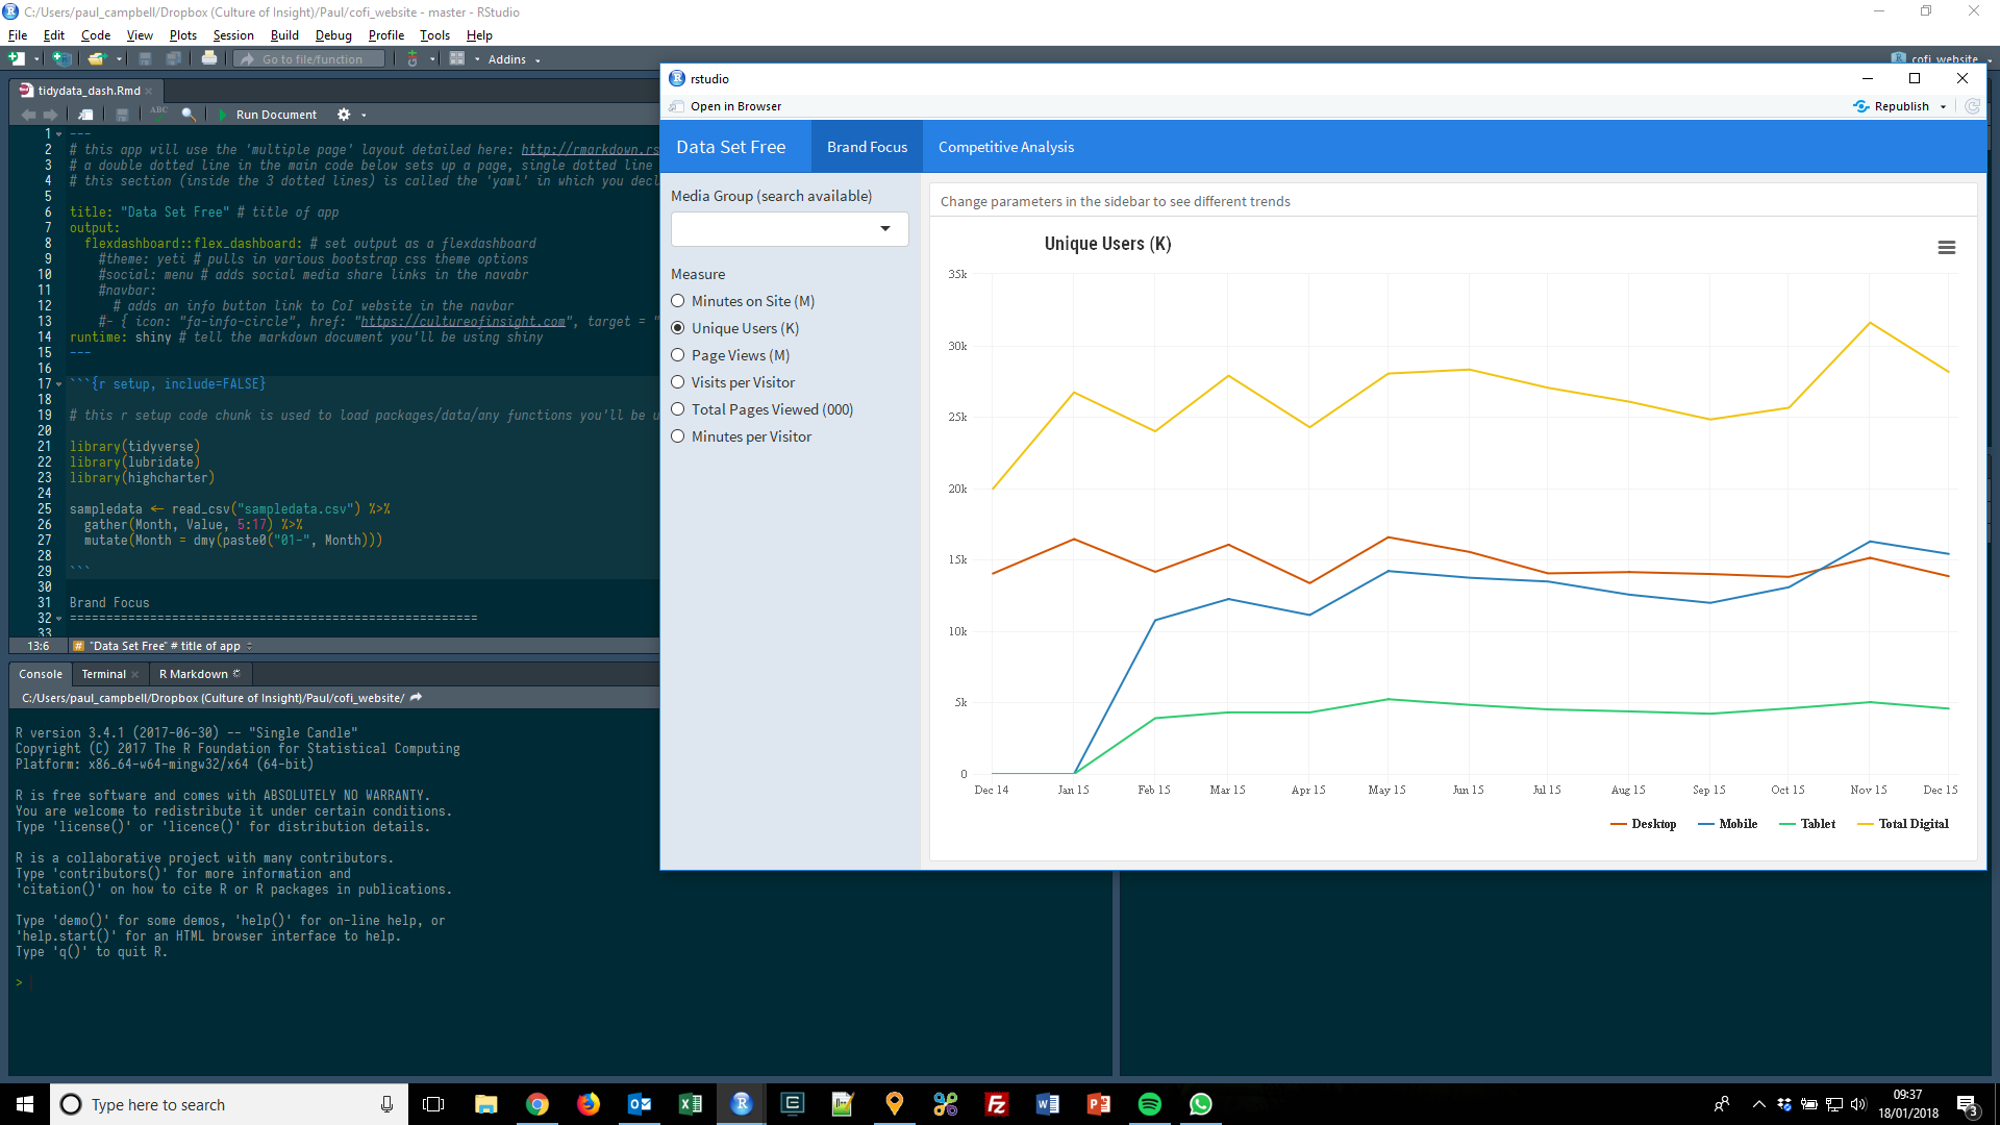 C:/Users/paul_campbell/Dropbox (Culture of Insight)/Paul/cofi_website - master - RStudio
File Edit Code View Plots Session Build Debug Profile Tools Help
Go to file/function Addins
cofi_website
tidydata_dash.Rmd
ABC
Run Document
1 ---
2 # this app will use the 'multiple page' layout detailed here: http://rmarkdown.rs
3 # a double dotted line in the main code below sets up a page, single dotted line
4 # this section (inside the 3 dotted lines) is called the 'yaml' in which you decl
5
6 title: "Data Set Free" # title of app
7 output:
8 flexdashboard::flex_dashboard: # set output as a flexdashboard
9 #theme: yeti # pulls in various bootstrap css theme options
10 #social: menu # adds social media share links in the navabr
11 #navbar:
12 # adds an info button link to CoI website in the navbar
13 #- { icon: "fa-info-circle", href: "https://cultureofinsight.com", target = "
14 runtime: shiny # tell the markdown document you'll be using shiny
15 ---
16
17 ```{r setup, include=FALSE}
18
19 # this r setup code chunk is used to load packages/data/any functions you'll be u
20
21 library(tidyverse)
22 library(lubridate)
23 library(highcharter)
24
25 sampledata <- read_csv("sampledata.csv") %>%
26 gather(Month, Value, 5:17) %>%
27 mutate(Month = dmy(paste0("01-", Month)))
28
29 ```
30
31 Brand Focus
32 ========================================================
33
13:6 # "Data Set Free" # title of app
Console Terminal R Markdown
C:/Users/paul_campbell/Dropbox (Culture of Insight)/Paul/cofi_website/
R version 3.4.1 (2017-06-30) -- "Single Candle"
Copyright (C) 2017 The R Foundation for Statistical Computing
Platform: x86_64-w64-mingw32/x64 (64-bit)
R is free software and comes with ABSOLUTELY NO WARRANTY.
You are welcome to redistribute it under certain conditions.
Type 'license()' or 'licence()' for distribution details.
R is a collaborative project with many contributors.
Type 'contributors()' for more information and
'citation()' on how to cite R or R packages in publications.
Type 'demo()' for some demos, 'help()' for on-line help, or
'help.start()' for an HTML browser interface to help.
Type 'q()' to quit R.
>
rstudio
Open in Browser Republish
Data Set Free Brand Focus Competitive Analysis
Media Group (search available)
Measure
Minutes on Site (M)
Unique Users (K)
Page Views (M)
Visits per Visitor
Total Pages Viewed (000)
Minutes per Visitor
Change parameters in the sidebar to see different trends
Unique Users (K)
35k
30k
25k
20k
15k
10k
5k
0
Dec 14 Jan 15 Feb 15 Mar 15 Apr 15 May 15 Jun 15 Jul 15 Aug 15 Sep 15 Oct 15 Nov 15 Dec 15
Desktop Mobile Tablet Total Digital
Type here to search
09:37
18/01/2018
3